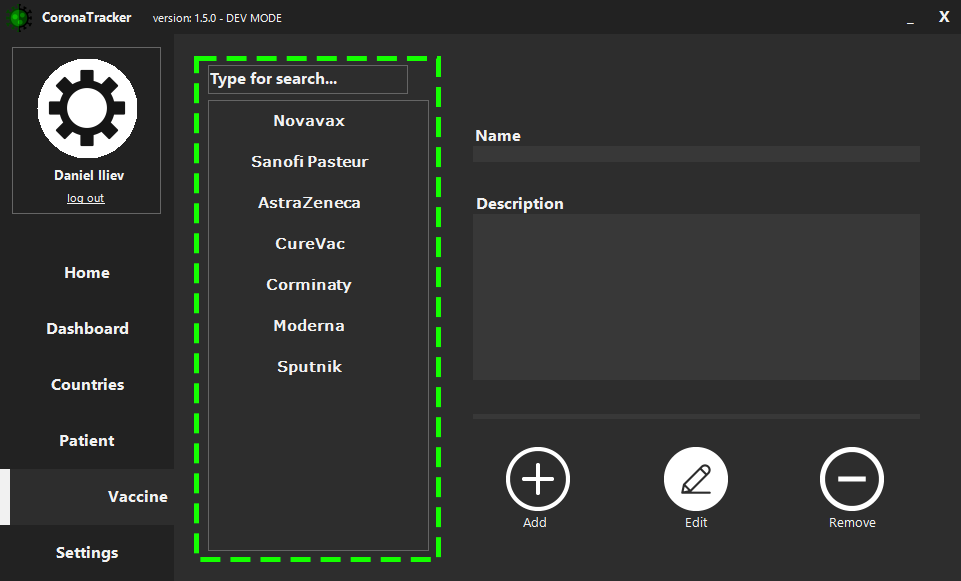 CoronaTracker
version: 1.5.0 - DEV MODE
_
X
Daniel Iliev
log out
Home
Dashboard
Countries
Patient
Vaccine
Settings
Type for search...
Novavax
Sanofi Pasteur
AstraZeneca
CureVac
Corminaty
Moderna
Sputnik
Name
Description
Add
Edit
Remove